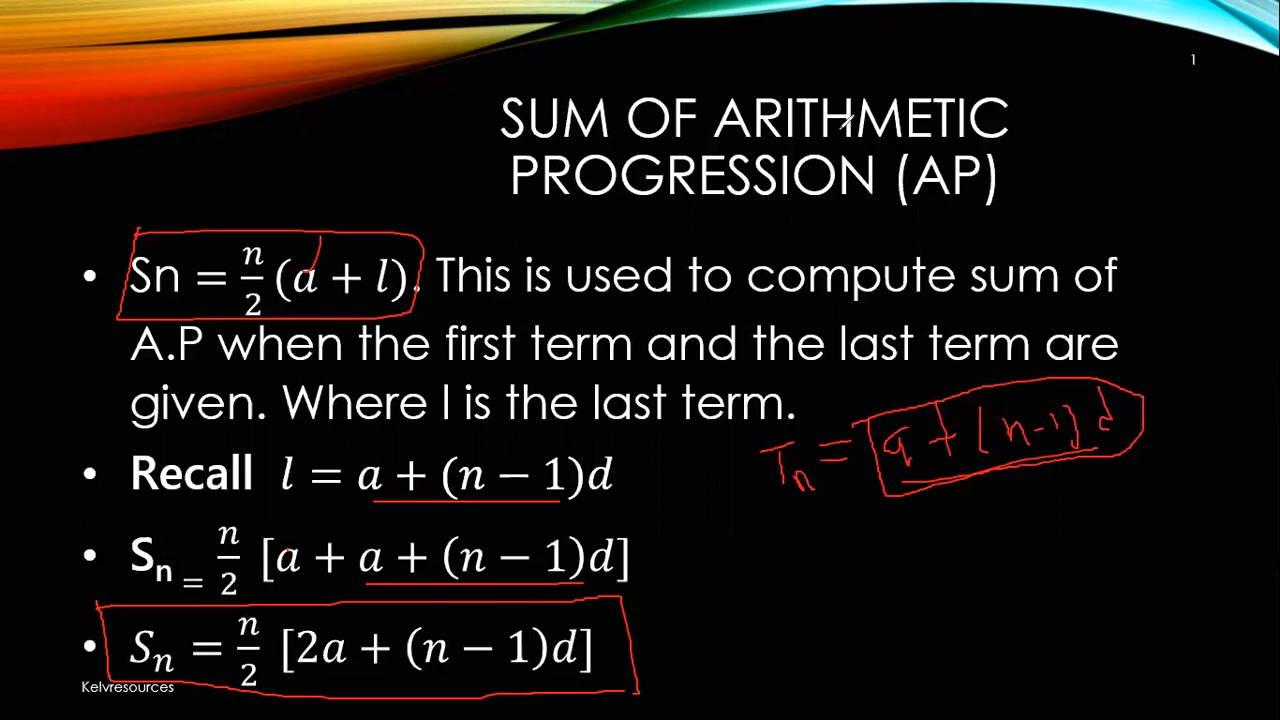 1
SUM OF ARITHMETIC
PROGRESSION (AP)
• Sn = n/2 (a + l). This is used to compute sum of
A.P when the first term and the last term are
given. Where l is the last term.
Tn = a + (n-1)d
• Recall l = a + (n − 1)d
• Sn = n/2 [a + a + (n − 1)d]
• Sn = n/2 [2a + (n − 1)d]
Kelvresources